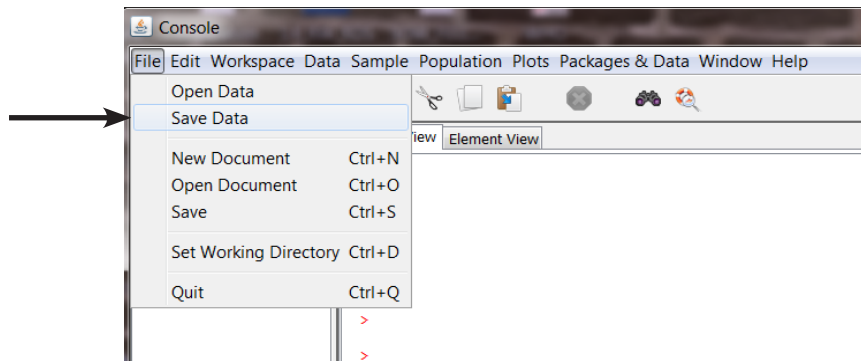 Console
File Edit Workspace Data Sample Population Plots Packages & Data Window Help
Open Data
Save Data
iew Element View
New Document Ctrl+N
Open Document Ctrl+O
Save Ctrl+S
Set Working Directory Ctrl+D
Quit Ctrl+Q
>
>